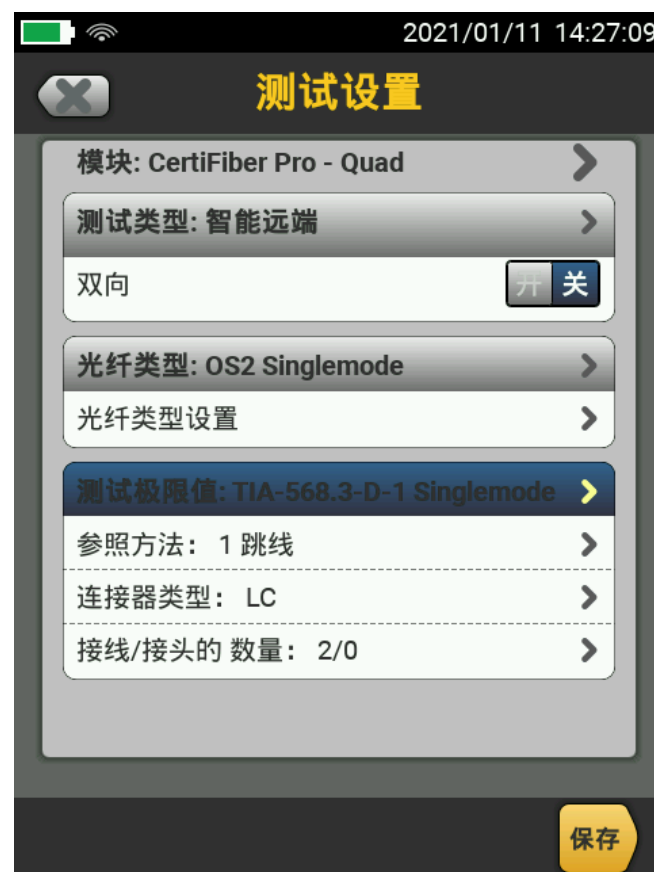 2021/01/11 14:27:09
测试设置
模块: CertiFiber Pro - Quad
测试类型: 智能远端
双向 开 关
光纤类型: OS2 Singlemode
光纤类型设置
测试极限值: TIA-568.3-D-1 Singlemode
参照方法： 1 跳线
连接器类型： LC
接线/接头的 数量： 2/0
保存